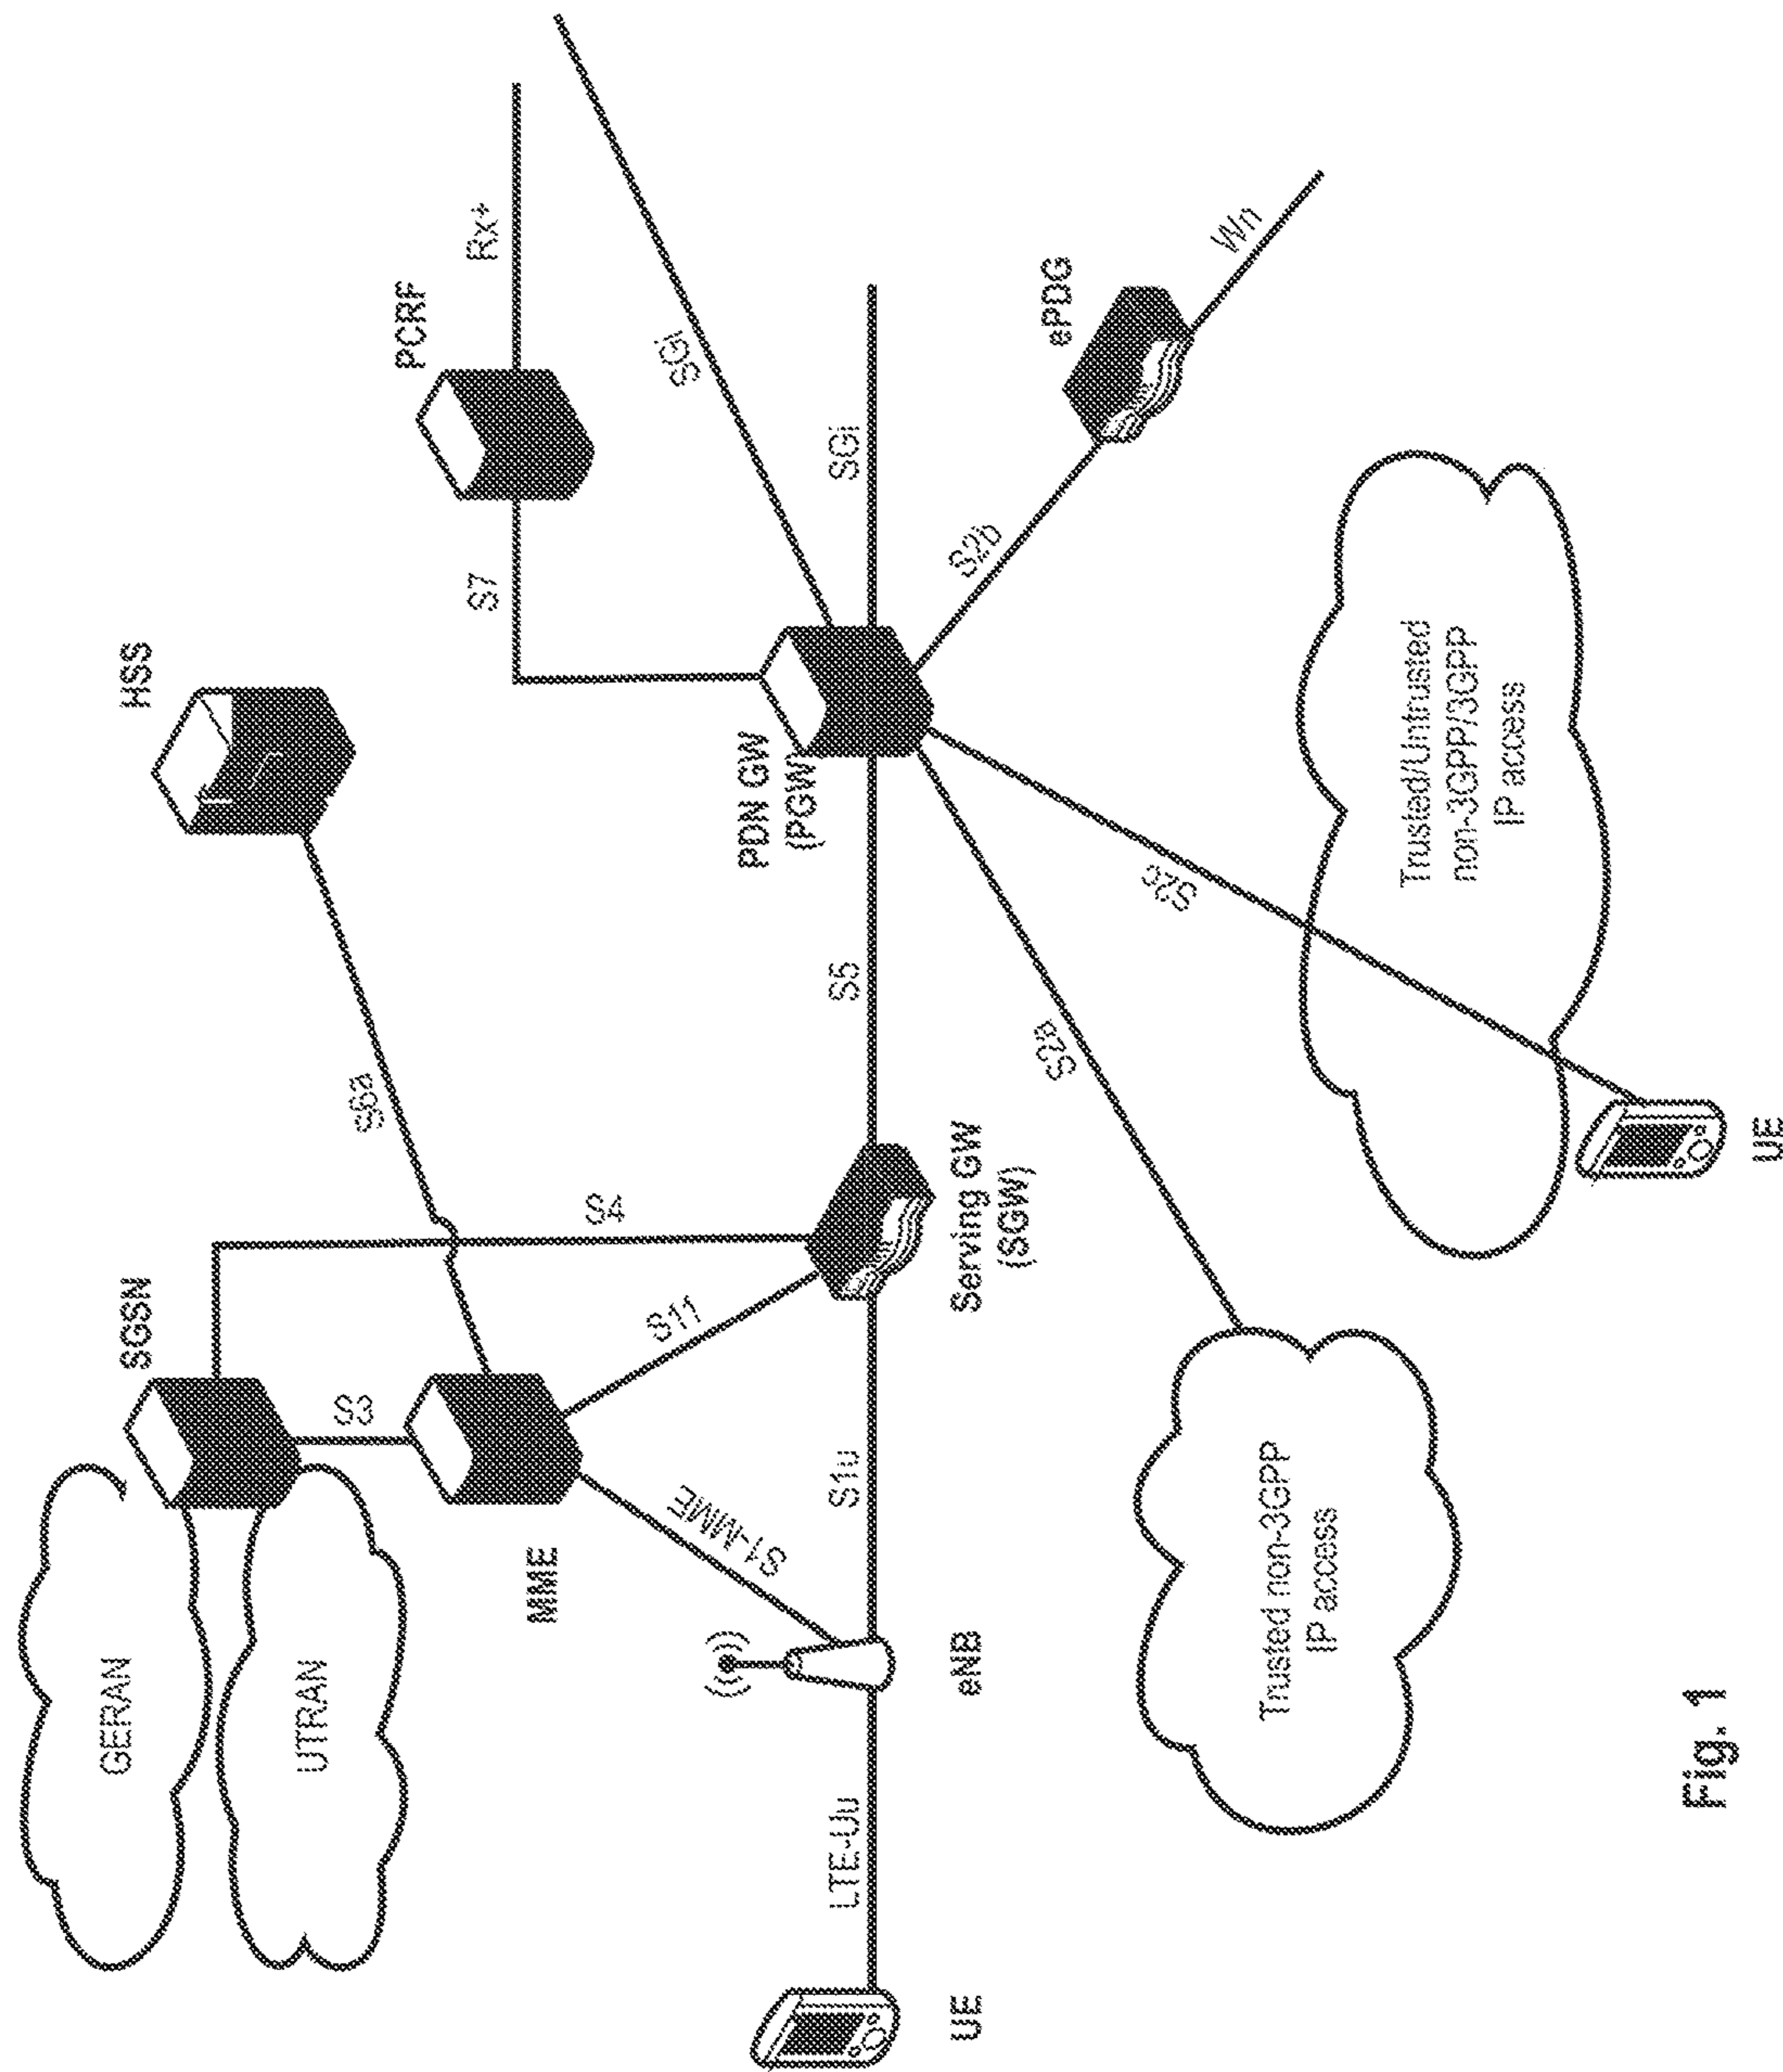 GERAN
UTRAN
SGSN
HSS
PCRF
Rx+
S7
S3
S4
S6a
MME
S11
S1-MME
SGi
SGi
PDN GW
(PGW)
LTE-Uu
S1u
S5
UE
eNB
Serving GW
(SGW)
S2b
ePDG
Wn
S2a
S2c
Trusted non-3GPP
IP access
Trusted/Untrusted
non-3GPP/3GPP
IP access
UE
Fig. 1